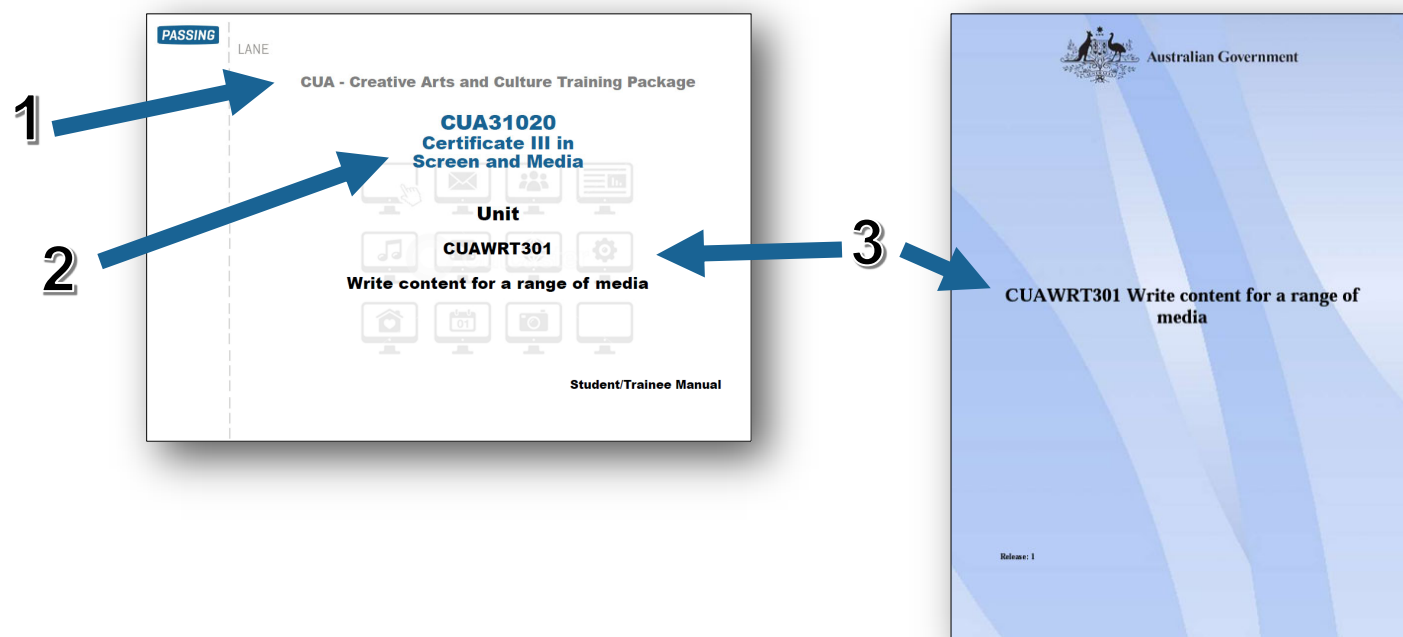 PASSING
LANE
CUA - Creative Arts and Culture Training Package
1
CUA31020
Certificate III in
Screen and Media
2
Unit
CUAWRT301
Write content for a range of media
01
Student/Trainee Manual
3
Australian Government
CUAWRT301 Write content for a range of
media
Release: 1